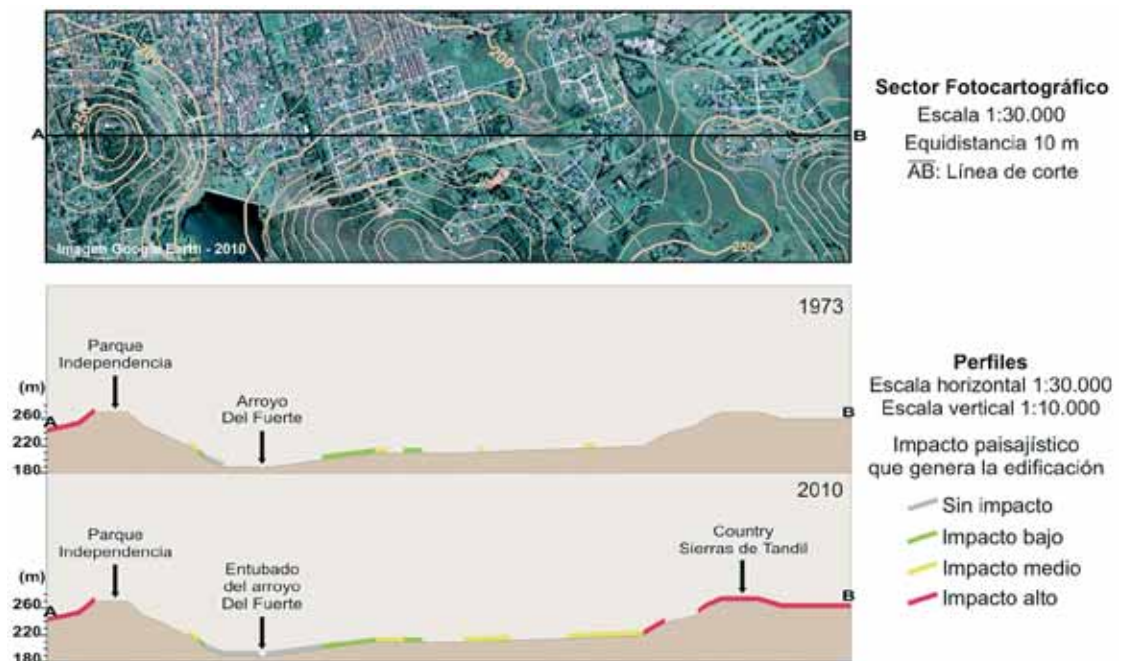 250
200
250
A
B
Imagen Google Earth - 2010
Sector Fotocartográfico
Escala 1:30.000
Equidistancia 10 m
AB: Línea de corte
1973
Parque
Independencia
Arroyo
Del Fuerte
(m)
260
220
180
A
B
2010
Parque
Independencia
Entubado
del arroyo
Del Fuerte
Country
Sierras de Tandil
(m)
260
220
180
A
B
Perfiles
Escala horizontal 1:30.000
Escala vertical 1:10.000
Impacto paisajístico
que genera la edificación
Sin impacto
Impacto bajo
Impacto medio
Impacto alto